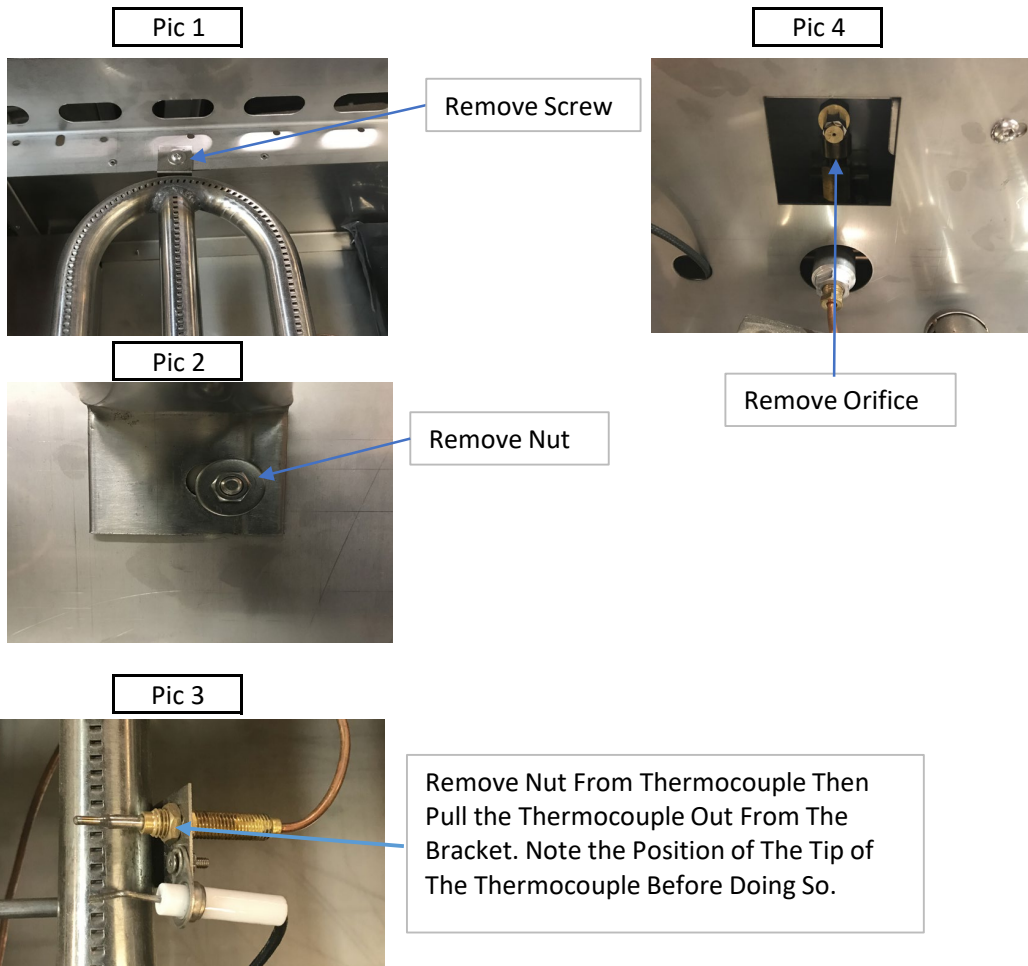 Pic 1
Remove Screw
Pic 2
Remove Nut
Pic 3
Remove Nut From Thermocouple Then
Pull the Thermocouple Out From The
Bracket. Note the Position of The Tip of
The Thermocouple Before Doing So.
Pic 4
Remove Orifice